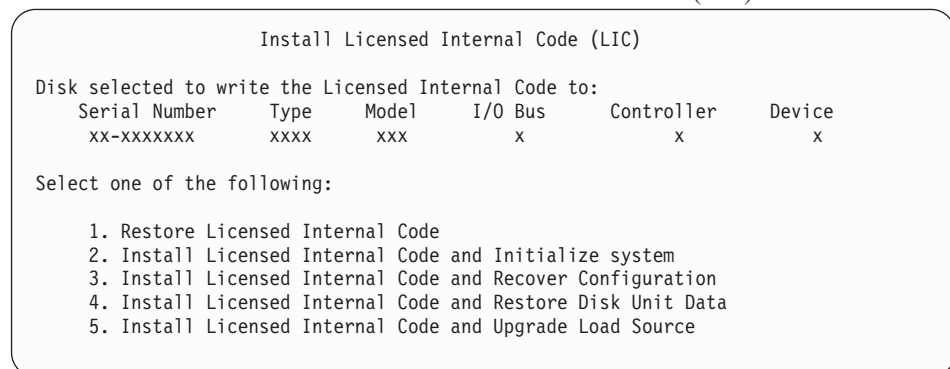 Install Licensed Internal Code (LIC)
Disk selected to write the Licensed Internal Code to:
Serial Number Type Model I/O Bus Controller Device
xx-xxxxxxx xxxx xxx x x x
Select one of the following:
1. Restore Licensed Internal Code
2. Install Licensed Internal Code and Initialize system
3. Install Licensed Internal Code and Recover Configuration
4. Install Licensed Internal Code and Restore Disk Unit Data
5. Install Licensed Internal Code and Upgrade Load Source